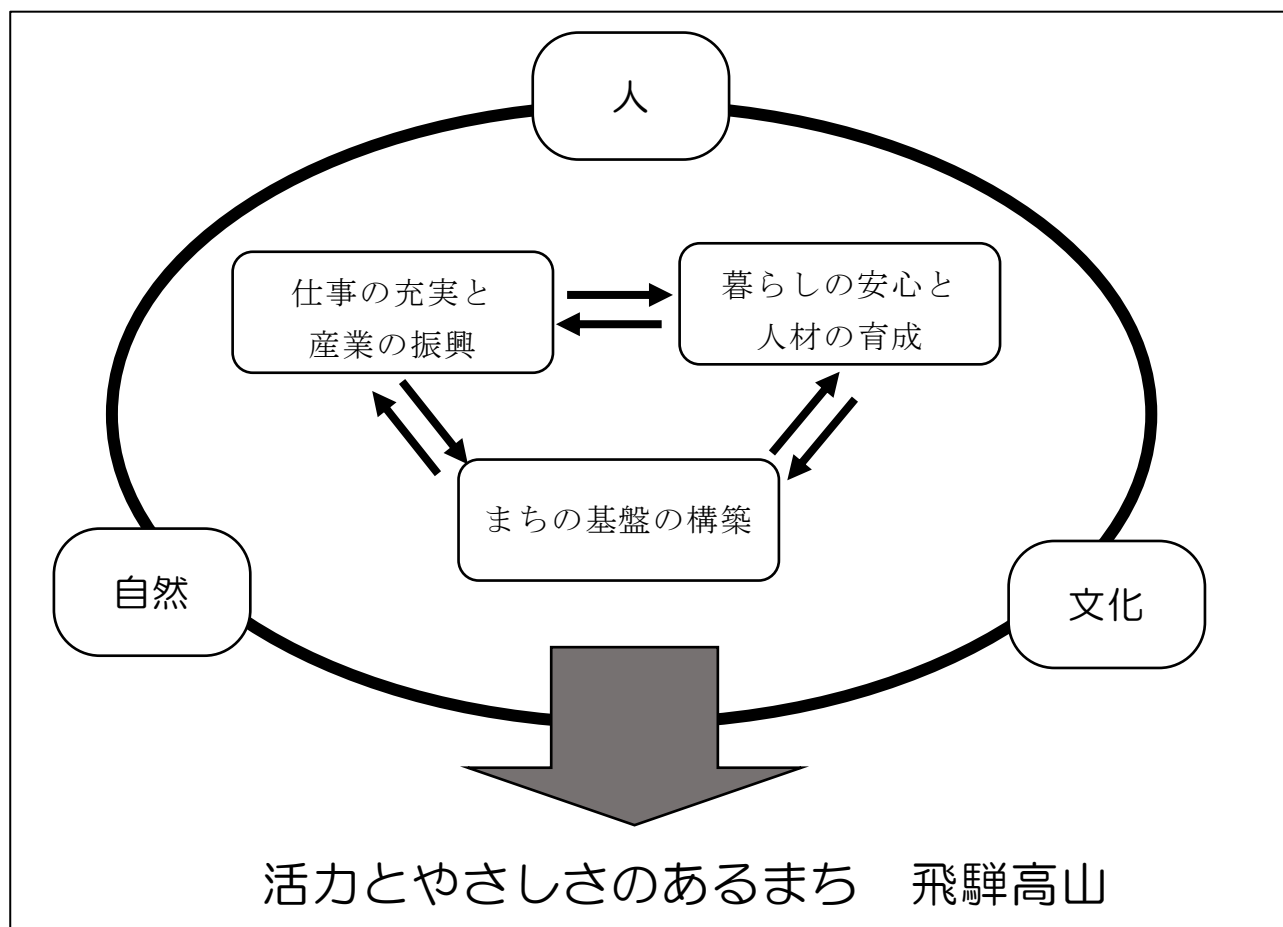 人
仕事の充実と
産業の振興
暮らしの安心と
人材の育成
まちの基盤の構築
自然
文化
活力とやさしさのあるまち　飛騨高山